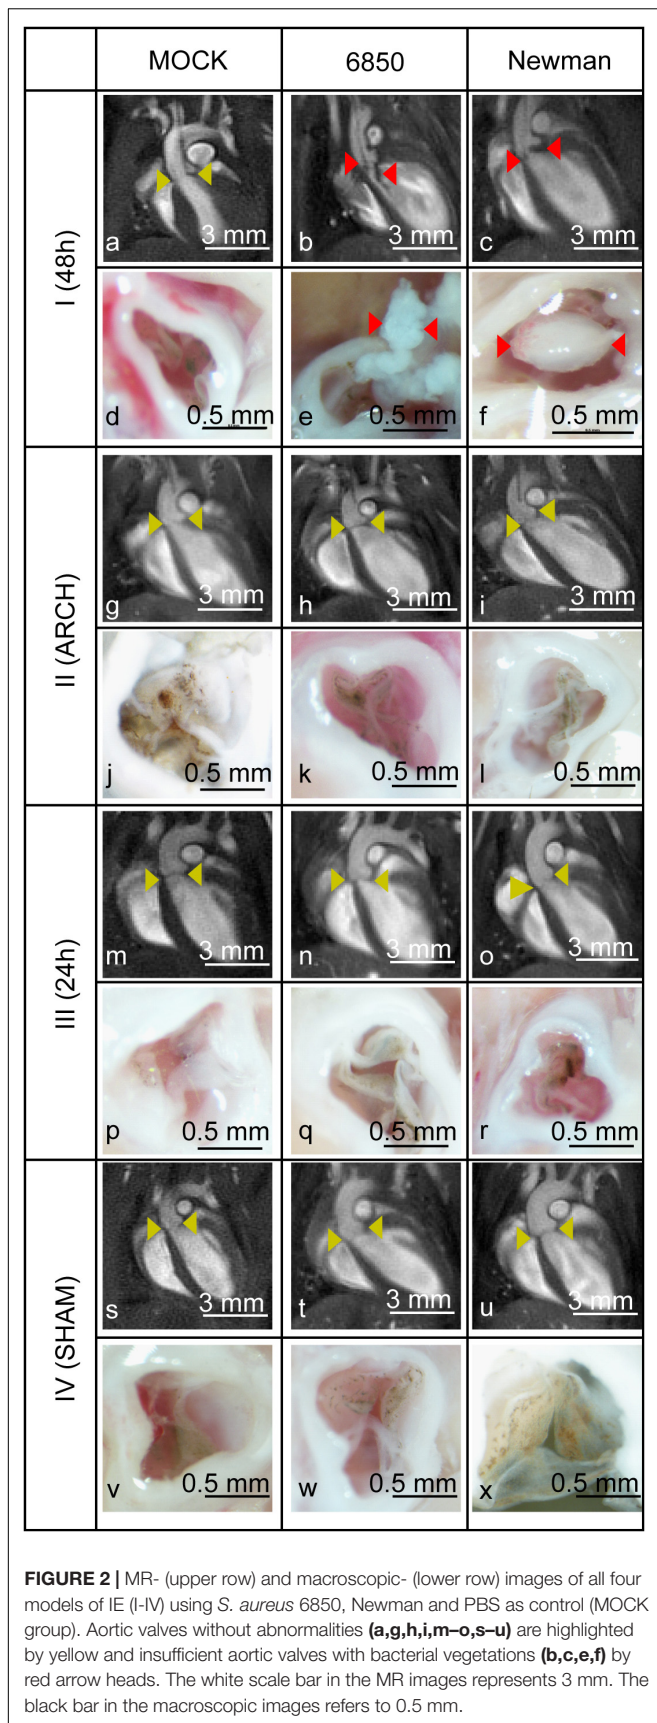 MOCK 6850 Newman
I (48h)
a 3 mm b 3 mm c 3 mm
d 0.5 mm e 0.5 mm f 0.5 mm
II (ARCH)
g 3 mm h 3 mm i 3 mm
j 0.5 mm k 0.5 mm l 0.5 mm
III (24h)
m 3 mm n 3 mm o 3 mm
p 0.5 mm q 0.5 mm r 0.5 mm
IV (SHAM)
s 3 mm t 3 mm u 3 mm
v 0.5 mm w 0.5 mm x 0.5 mm
FIGURE 2 | MR- (upper row) and macroscopic- (lower row) images of all four
models of IE (I-IV) using S. aureus 6850, Newman and PBS as control (MOCK
group). Aortic valves without abnormalities (a,g,h,i,m–o,s–u) are highlighted
by yellow and insufficient aortic valves with bacterial vegetations (b,c,e,f) by
red arrow heads. The white scale bar in the MR images represents 3 mm. The
black bar in the macroscopic images refers to 0.5 mm.